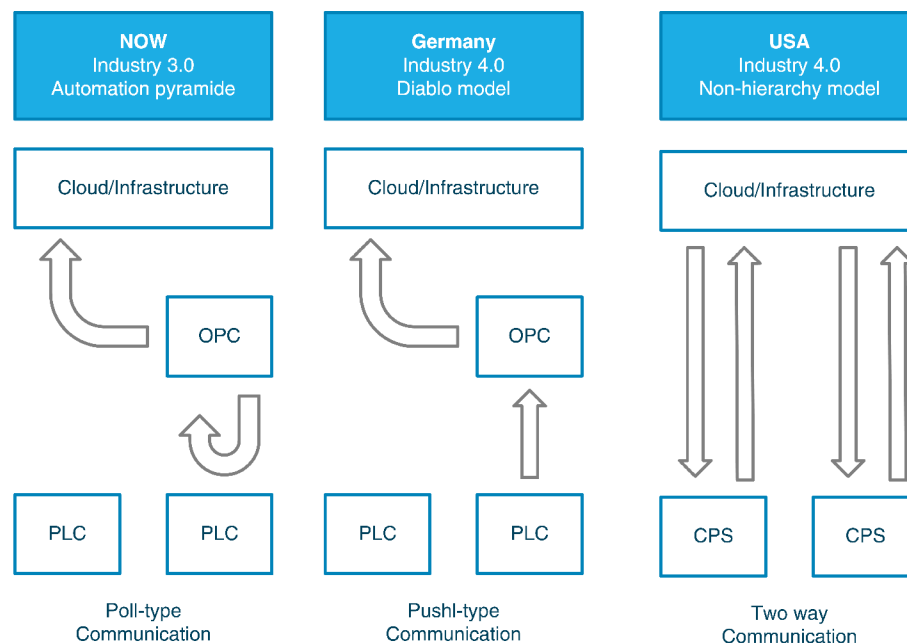 NOW
Industry 3.0
Automation pyramide
Germany
Industry 4.0
Diablo model
USA
Industry 4.0
Non-hierarchy model
Cloud/Infrastructure
Cloud/Infrastructure
Cloud/Infrastructure
OPC
OPC
PLC
PLC
PLC
PLC
CPS
CPS
Poll-type
Communication
Pushl-type
Communication
Two way
Communication